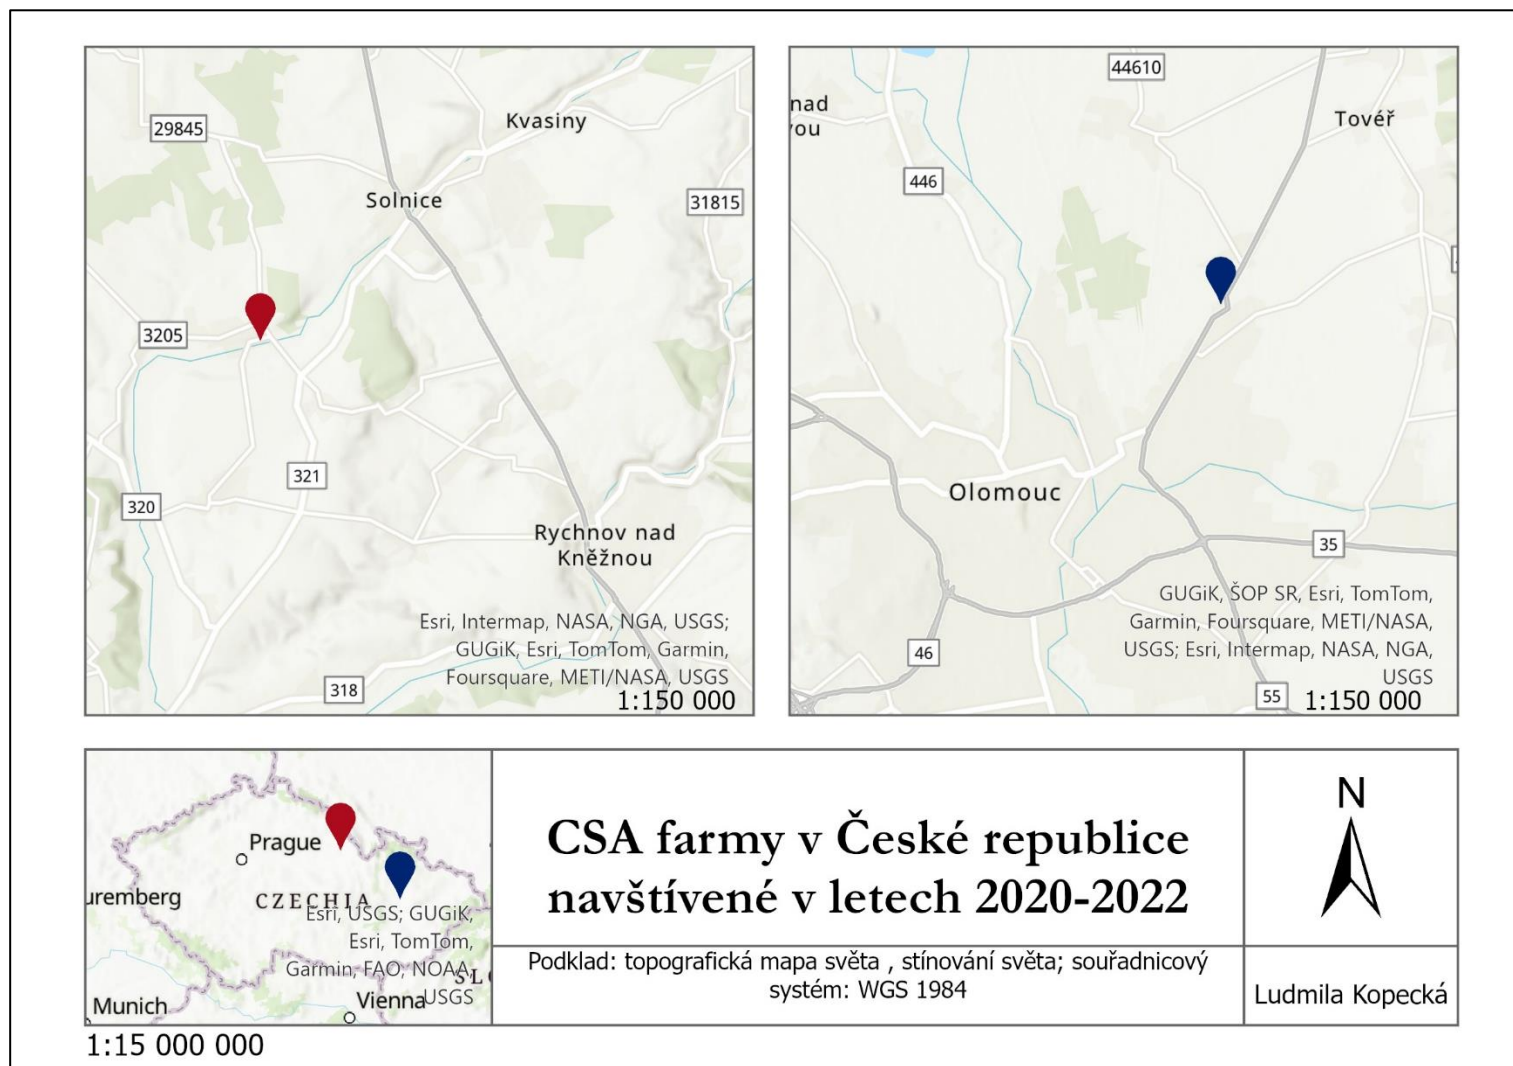 29845
Kvasiny
Solnice
31815
3205
321
320
Rychnov nad
Kněžnou
318
Esri, Intermap, NASA, NGA, USGS;
GUGiK, Esri, TomTom, Garmin,
Foursquare, METI/NASA, USGS
1:150 000
44610
nad
vou
Tovéř
446
Olomouc
35
46
55
GUGiK, ŠOP SR, Esri, TomTom,
Garmin, Foursquare, METI/NASA,
USGS; Esri, Intermap, NASA, NGA,
USGS
1:150 000
Prague
uremberg
CZECHIA
Esri, USGS; GUGiK,
Esri, TomTom,
Garmin, FAO, NOAA,
USGS
SL
Munich
Vienna
1:15 000 000
CSA farmy v České republice
navštívené v letech 2020-2022
Podklad: topografická mapa světa , stínování světa; souřadnicový
systém: WGS 1984
N
Ludmila Kopecká